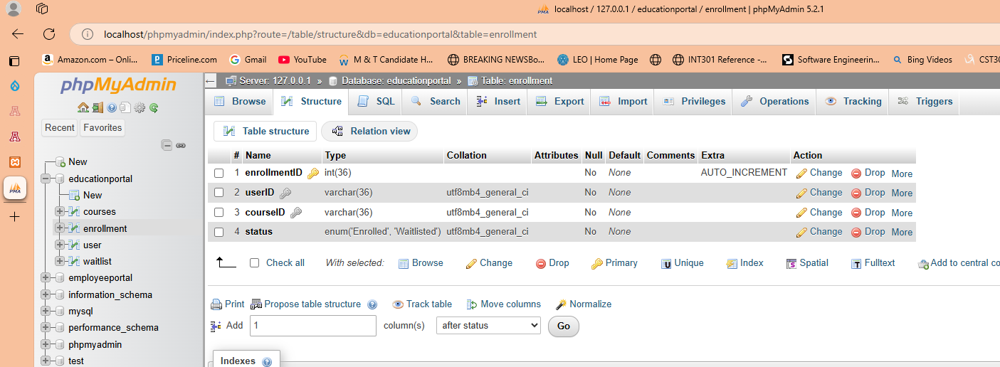 localhost / 127.0.0.1 / educationportal / enrollment | phpMyAdmin 5.2.1
localhost/phpmyadmin/index.php?route=/table/structure&db=educationportal&table=enrollment
Amazon.com – Onli... Priceline.com Gmail YouTube M & T Candidate H... BREAKING NEWSBo... LEO | Home Page INT301 Reference -... Software Engineerin... Bing Videos CST30
phpMyAdmin
Recent Favorites
New
educationportal
New
courses
enrollment
user
waitlist
employeeportal
information_schema
mysql
performance_schema
phpmyadmin
test
Server: 127.0.0.1 » Database: educationportal » Table: enrollment
Browse Structure SQL Search Insert Export Import Privileges Operations Tracking Triggers
Table structure Relation view
# Name Type Collation Attributes Null Default Comments Extra Action
1 enrollmentID int(36) No None AUTO_INCREMENT Change Drop More
2 userID varchar(36) utf8mb4_general_ci No None Change Drop More
3 courseID varchar(36) utf8mb4_general_ci No None Change Drop More
4 status enum('Enrolled', 'Waitlisted') utf8mb4_general_ci No None Change Drop More
Check all With selected: Browse Change Drop Primary Unique Index Spatial Fulltext Add to central co
Print Propose table structure Track table Move columns Normalize
Add 1 column(s) after status Go
Indexes